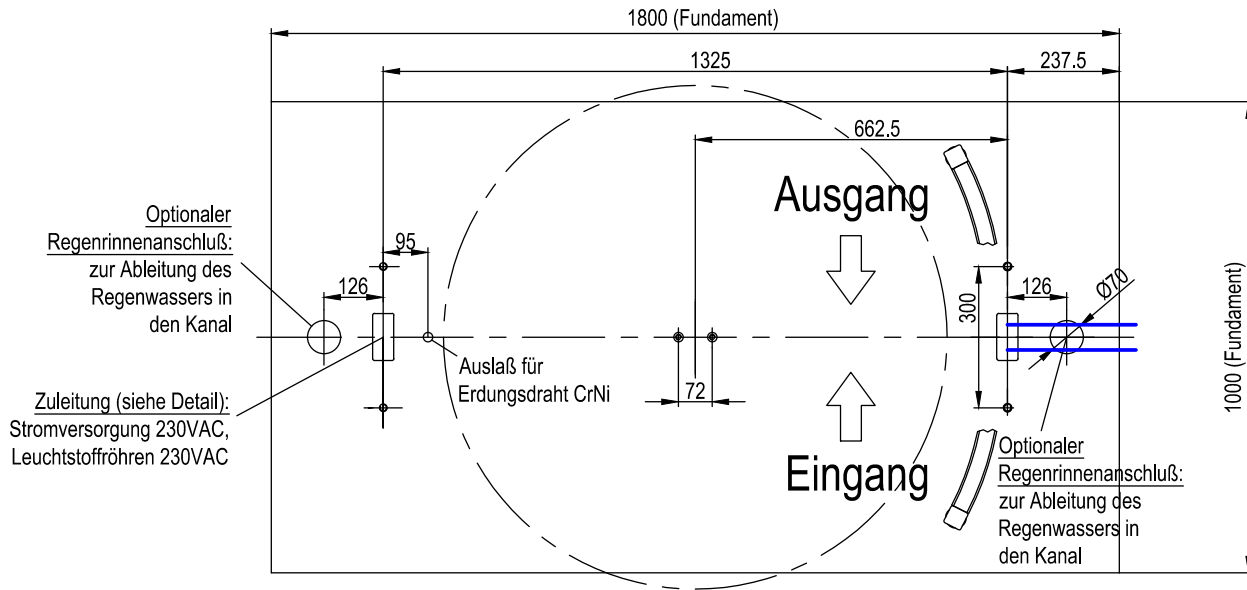 1800 (Fundament)
1325
237.5
662.5
Ausgang
Optionaler
Regenrinnenanschluß:
zur Ableitung des
Regenwassers in
den Kanal
95
126
300
126
Ø70
1000 (Fundament)
Auslaß für
Erdungsdraht CrNi
72
Zuleitung (siehe Detail):
Stromversorgung 230VAC,
Leuchtstoffröhren 230VAC
Eingang
Optionaler
Regenrinnenanschluß:
zur Ableitung des
Regenwassers in
den Kanal